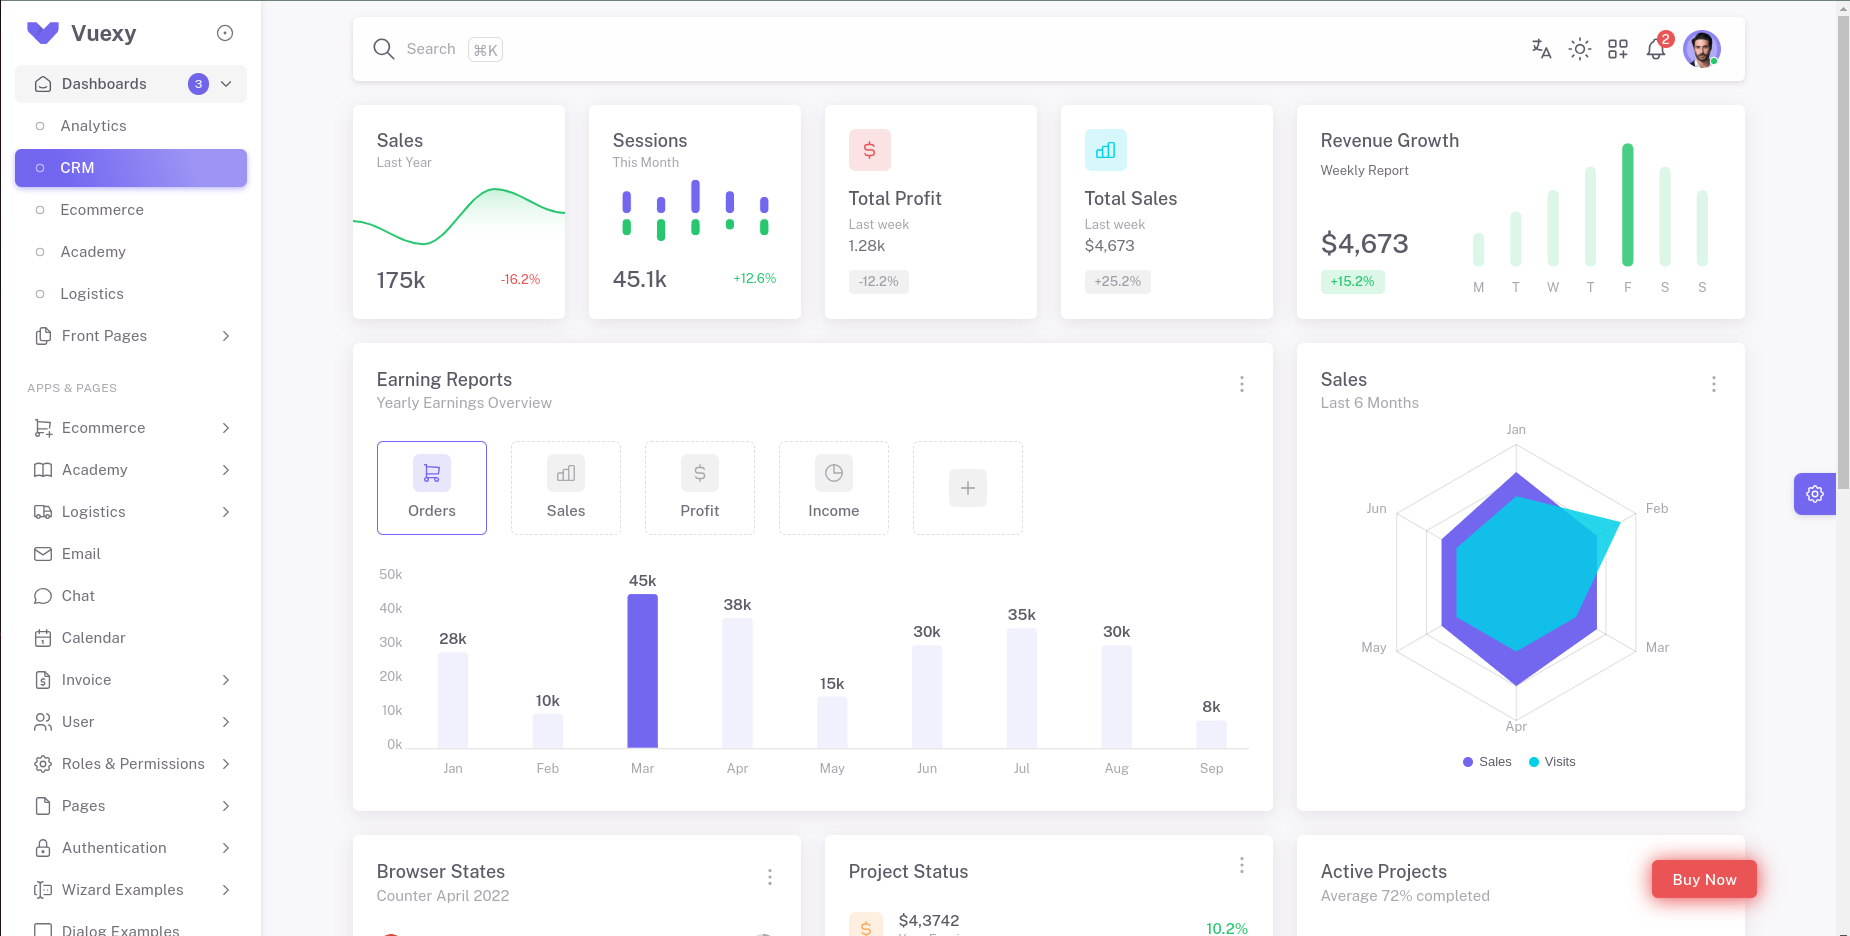 Vuexy
Dashboards 3
Analytics
CRM
Ecommerce
Academy
Logistics
Front Pages
APPS & PAGES
Ecommerce
Academy
Logistics
Email
Chat
Calendar
Invoice
User
Roles & Permissions
Pages
Authentication
Wizard Examples
Dialog Examples
Search ⌘K
2
Sales
Last Year
175k -16.2%
Sessions
This Month
45.1k +12.6%
$
Total Profit
Last week
1.28k
-12.2%
Total Sales
Last week
$4,673
+25.2%
Revenue Growth
Weekly Report
$4,673
+15.2%
M T W T F S S
Earning Reports
Yearly Earnings Overview
Orders Sales Profit Income
50k
40k
30k
20k
10k
0k
28k 10k 45k 38k 15k 30k 35k 30k 8k
Jan Feb Mar Apr May Jun Jul Aug Sep
Sales
Last 6 Months
Jan
Jun Feb
May Mar
Apr
Sales Visits
Browser States
Counter April 2022
Project Status
$ $4,3742
10.2%
Active Projects
Average 72% completed
Buy Now